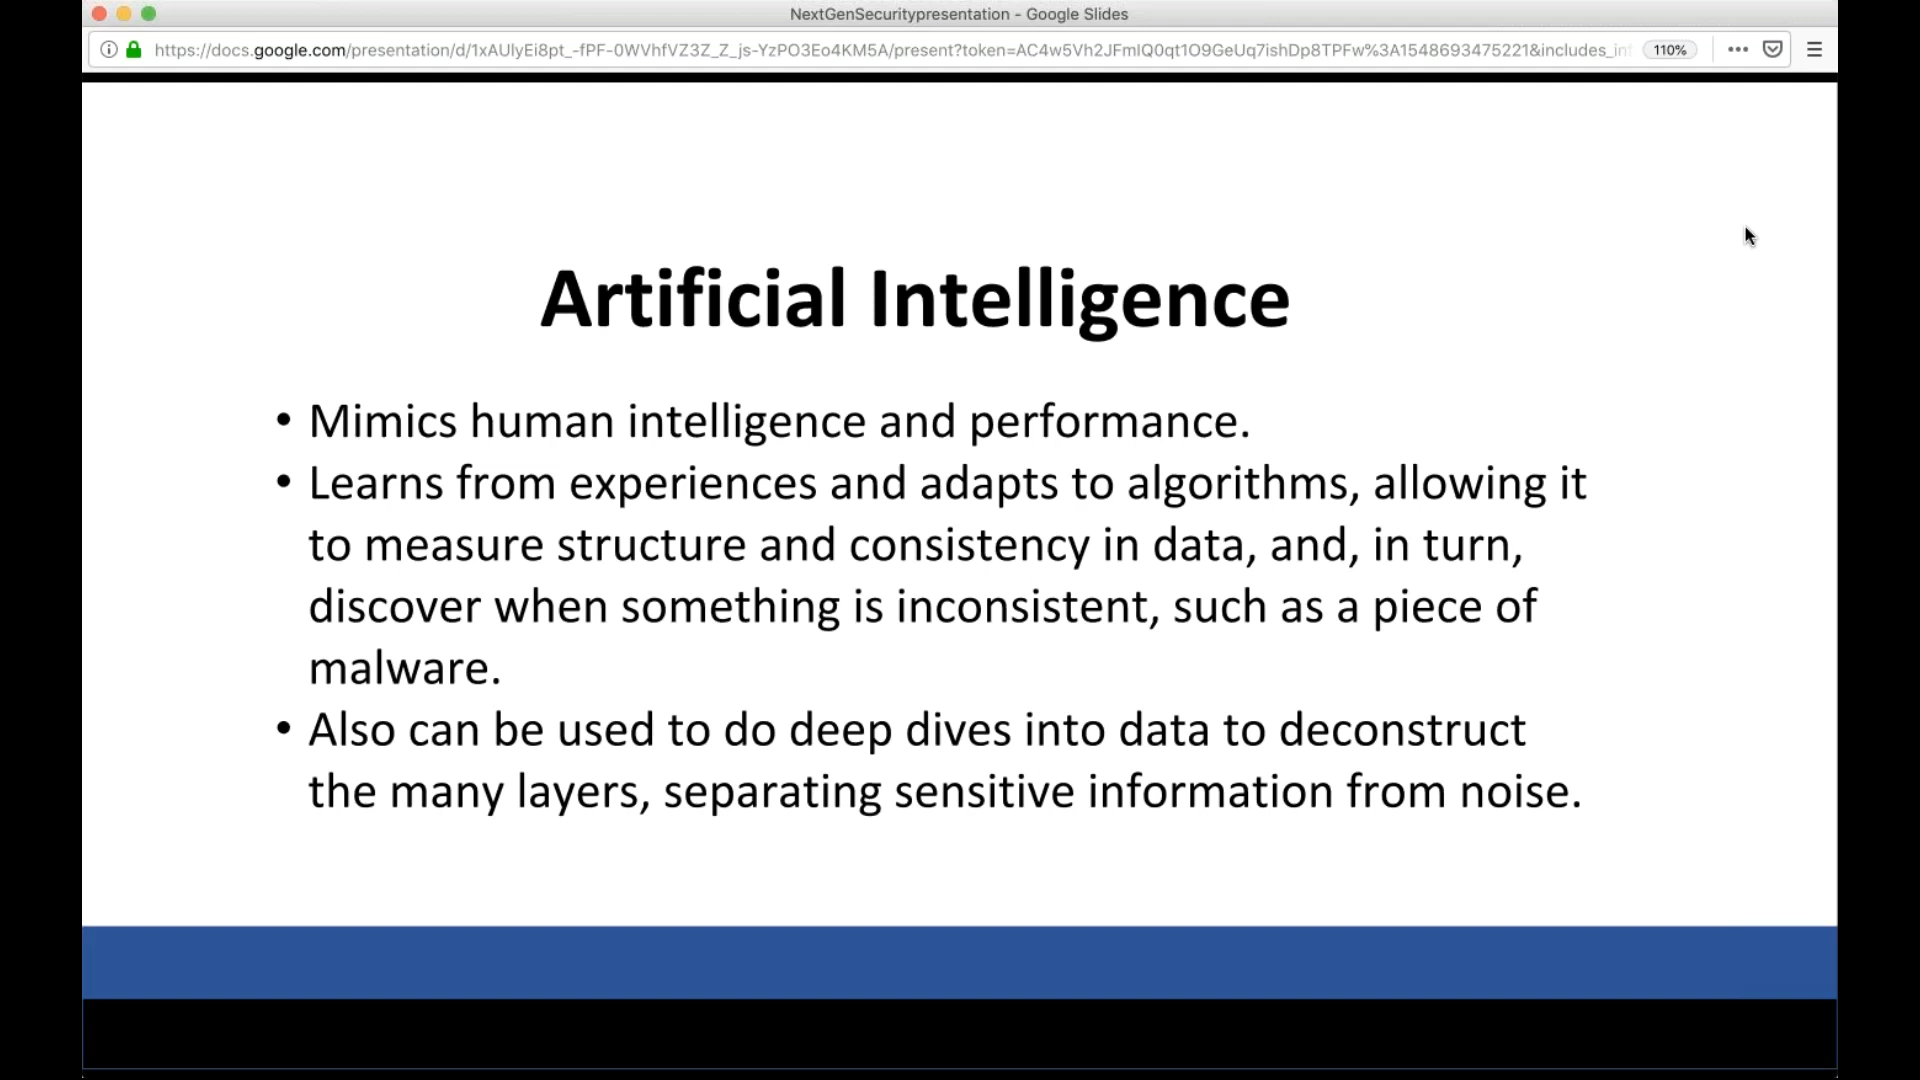 NextGenSecuritypresentation - Google Slides
https://docs.google.com/presentation/d/1xAUlyEi8pt_-fPF-0WVhfVZ3Z_Z_js-YzPO3Eo4KM5A/present?token=AC4w5Vh2JFmlQ0qt1O9GeUq7ishDp8TPFw%3A1548693475221&includes_in 110%
Artificial Intelligence
• Mimics human intelligence and performance.
• Learns from experiences and adapts to algorithms, allowing it
to measure structure and consistency in data, and, in turn,
discover when something is inconsistent, such as a piece of
malware.
• Also can be used to do deep dives into data to deconstruct
the many layers, separating sensitive information from noise.